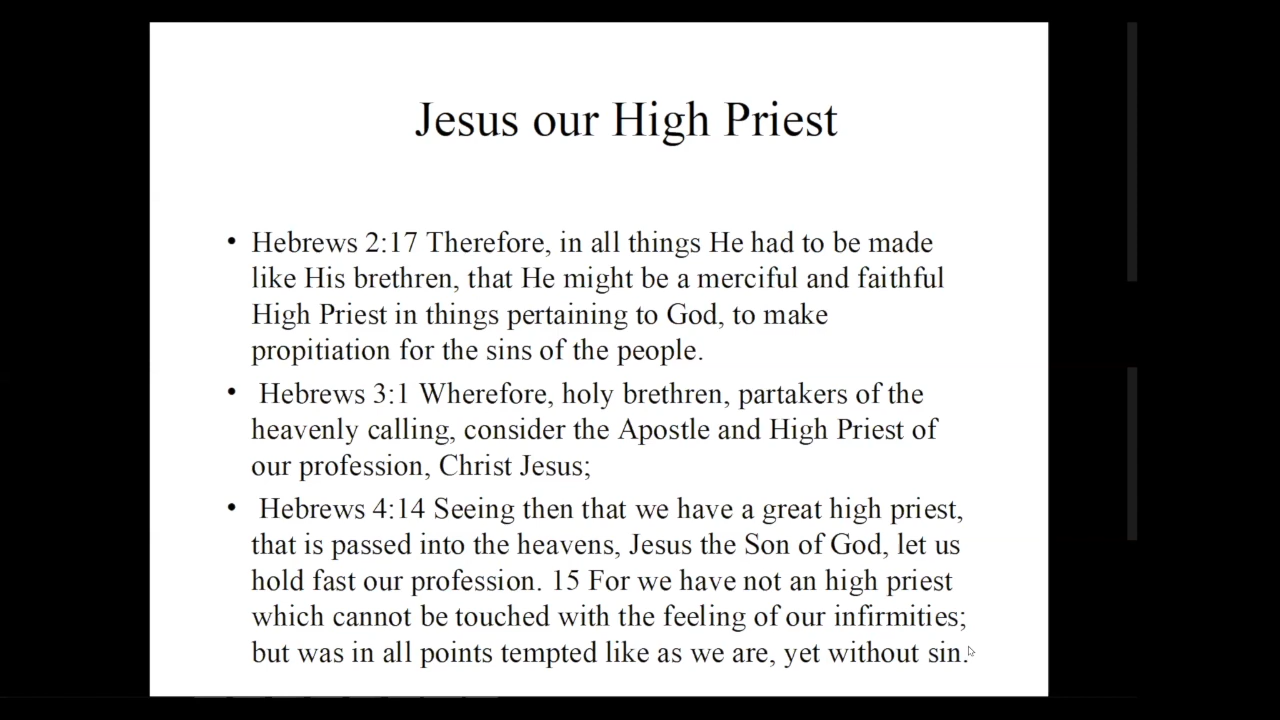 Jesus our High Priest
• Hebrews 2:17 Therefore, in all things He had to be made
like His brethren, that He might be a merciful and faithful
High Priest in things pertaining to God, to make
propitiation for the sins of the people.
• Hebrews 3:1 Wherefore, holy brethren, partakers of the
heavenly calling, consider the Apostle and High Priest of
our profession, Christ Jesus;
• Hebrews 4:14 Seeing then that we have a great high priest,
that is passed into the heavens, Jesus the Son of God, let us
hold fast our profession. 15 For we have not an high priest
which cannot be touched with the feeling of our infirmities;
but was in all points tempted like as we are, yet without sin.